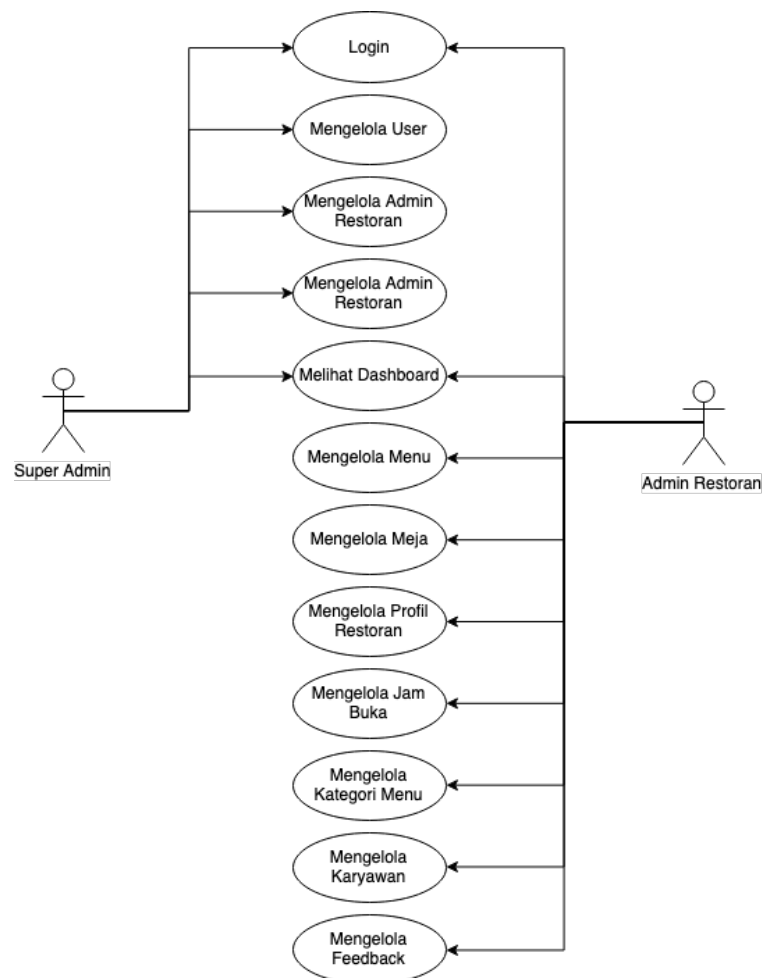 Login
Mengelola User
Mengelola Admin
Restoran
Mengelola Admin
Restoran
Melihat Dashboard
Super Admin
Admin Restoran
Mengelola Menu
Mengelola Meja
Mengelola Profil
Restoran
Mengelola Jam
Buka
Mengelola
Kategori Menu
Mengelola
Karyawan
Mengelola
Feedback